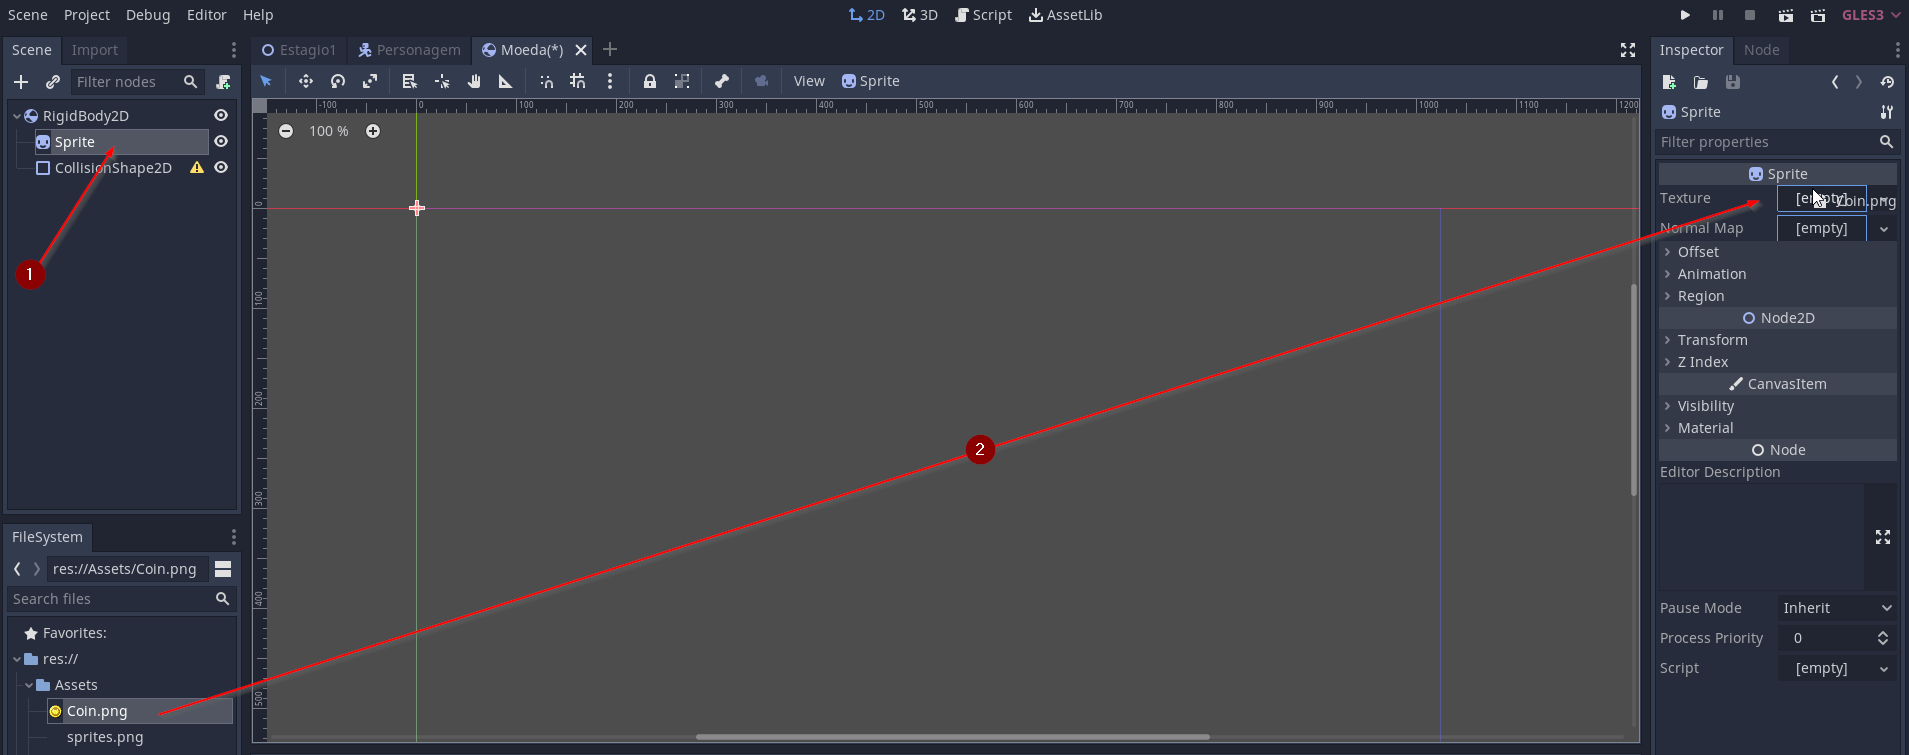 Scene Project Debug Editor Help
2D 3D Script AssetLib
GLES3
Scene Import
Filter nodes
RigidBody2D
Sprite
CollisionShape2D
1
FileSystem
res://Assets/Coin.png
Search files
Favorites:
res://
Assets
Coin.png
sprites.png
Estagio1 Personagem Moeda(*)
View Sprite
-100 0 100 200 300 400 500 600 700 800 900 1000 1100 1200
100 %
0
100
200
300
400
500
2
Inspector Node
Sprite
Filter properties
Sprite
Texture [empty] Coin.png
Normal Map [empty]
Offset
Animation
Region
Node2D
Transform
Z Index
CanvasItem
Visibility
Material
Node
Editor Description
Pause Mode Inherit
Process Priority 0
Script [empty]